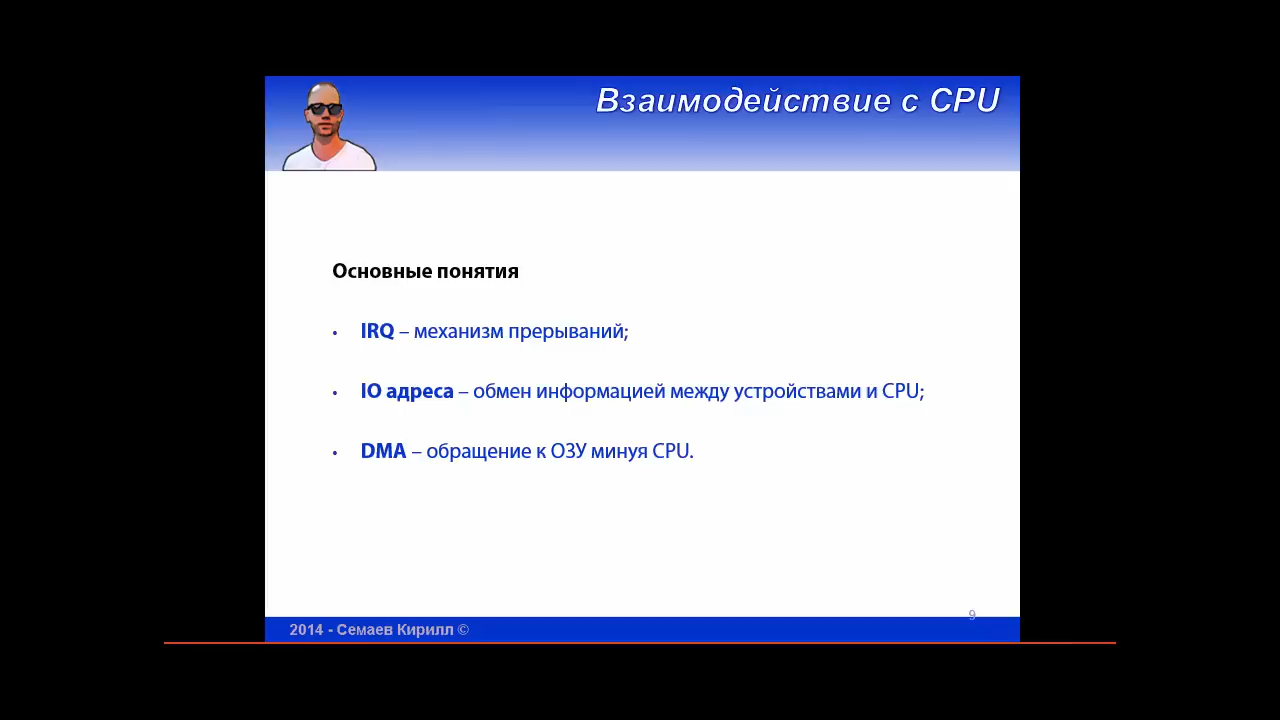 Взаимодействие с CPU
Основные понятия
• IRQ – механизм прерываний;
• IO адреса – обмен информацией между устройствами и CPU;
• DMA – обращение к ОЗУ минуя CPU.
9
2014 - Семаев Кирилл ©